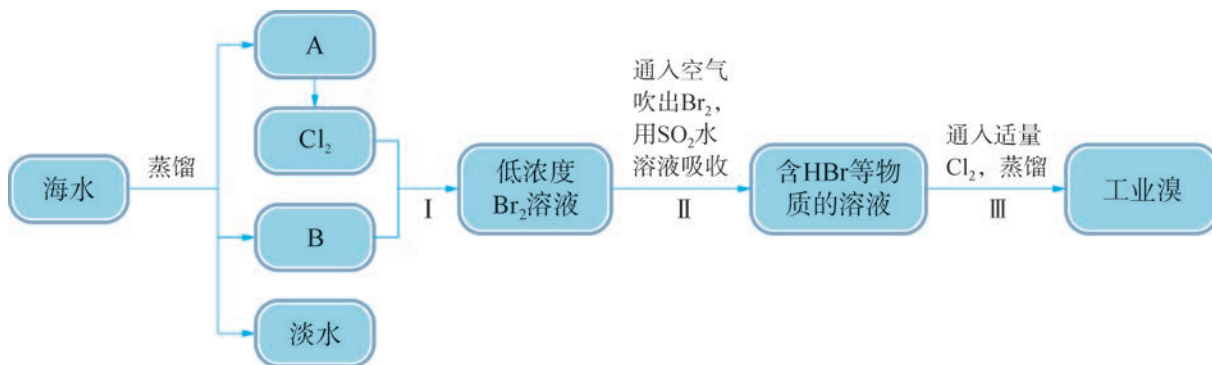 海水
蒸馏
A
Cl₂
B
淡水
Ⅰ
低浓度
Br₂溶液
通入空气
吹出Br₂，
用SO₂水
溶液吸收
Ⅱ
含HBr等物
质的溶液
通入适量
Cl₂，蒸馏
Ⅲ
工业溴